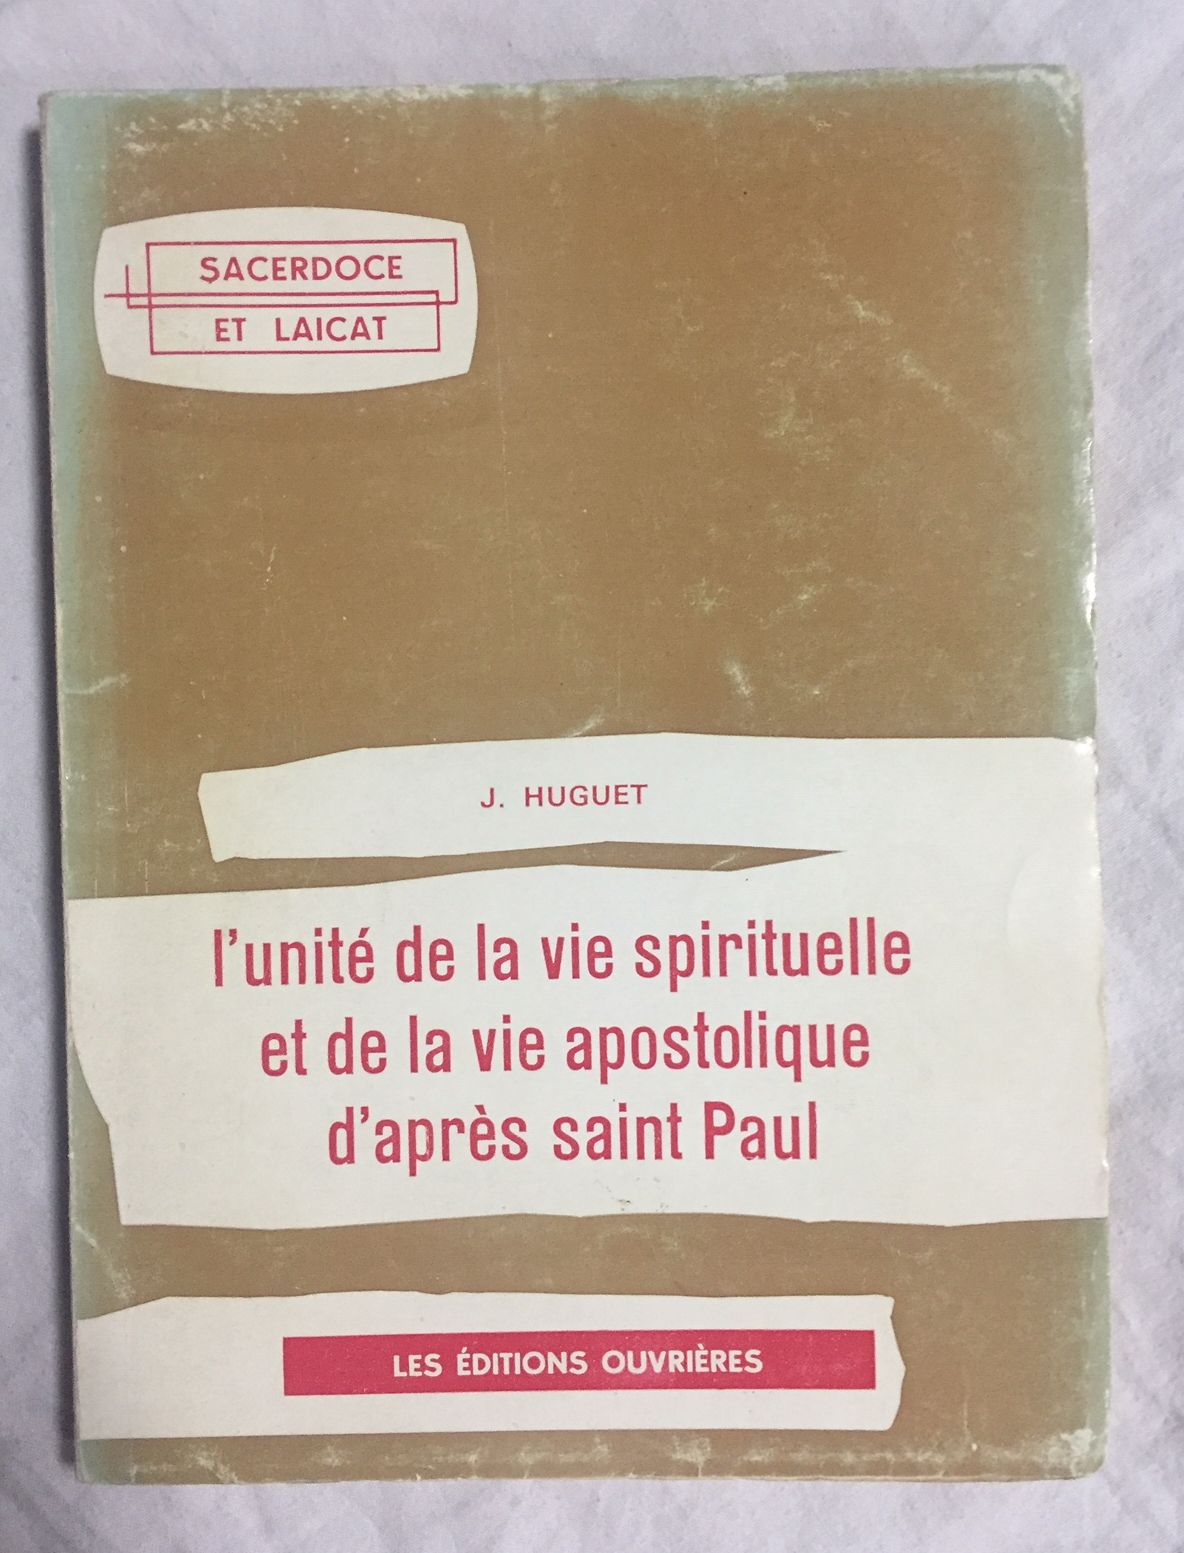 SACERDOCE
ET LAICAT
J. HUGUET
l'unité de la vie spirituelle
et de la vie apostolique
d'après saint Paul
LES ÉDITIONS OUVRIÈRES